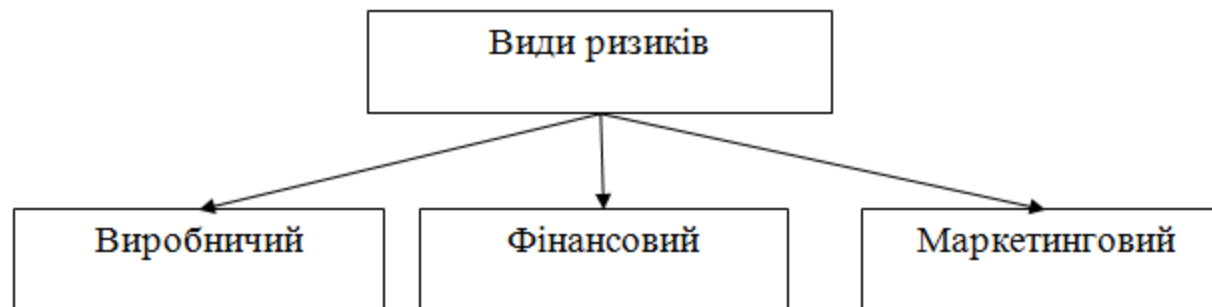 Види ризиків
Виробничий
Фінансовий
Маркетинговий